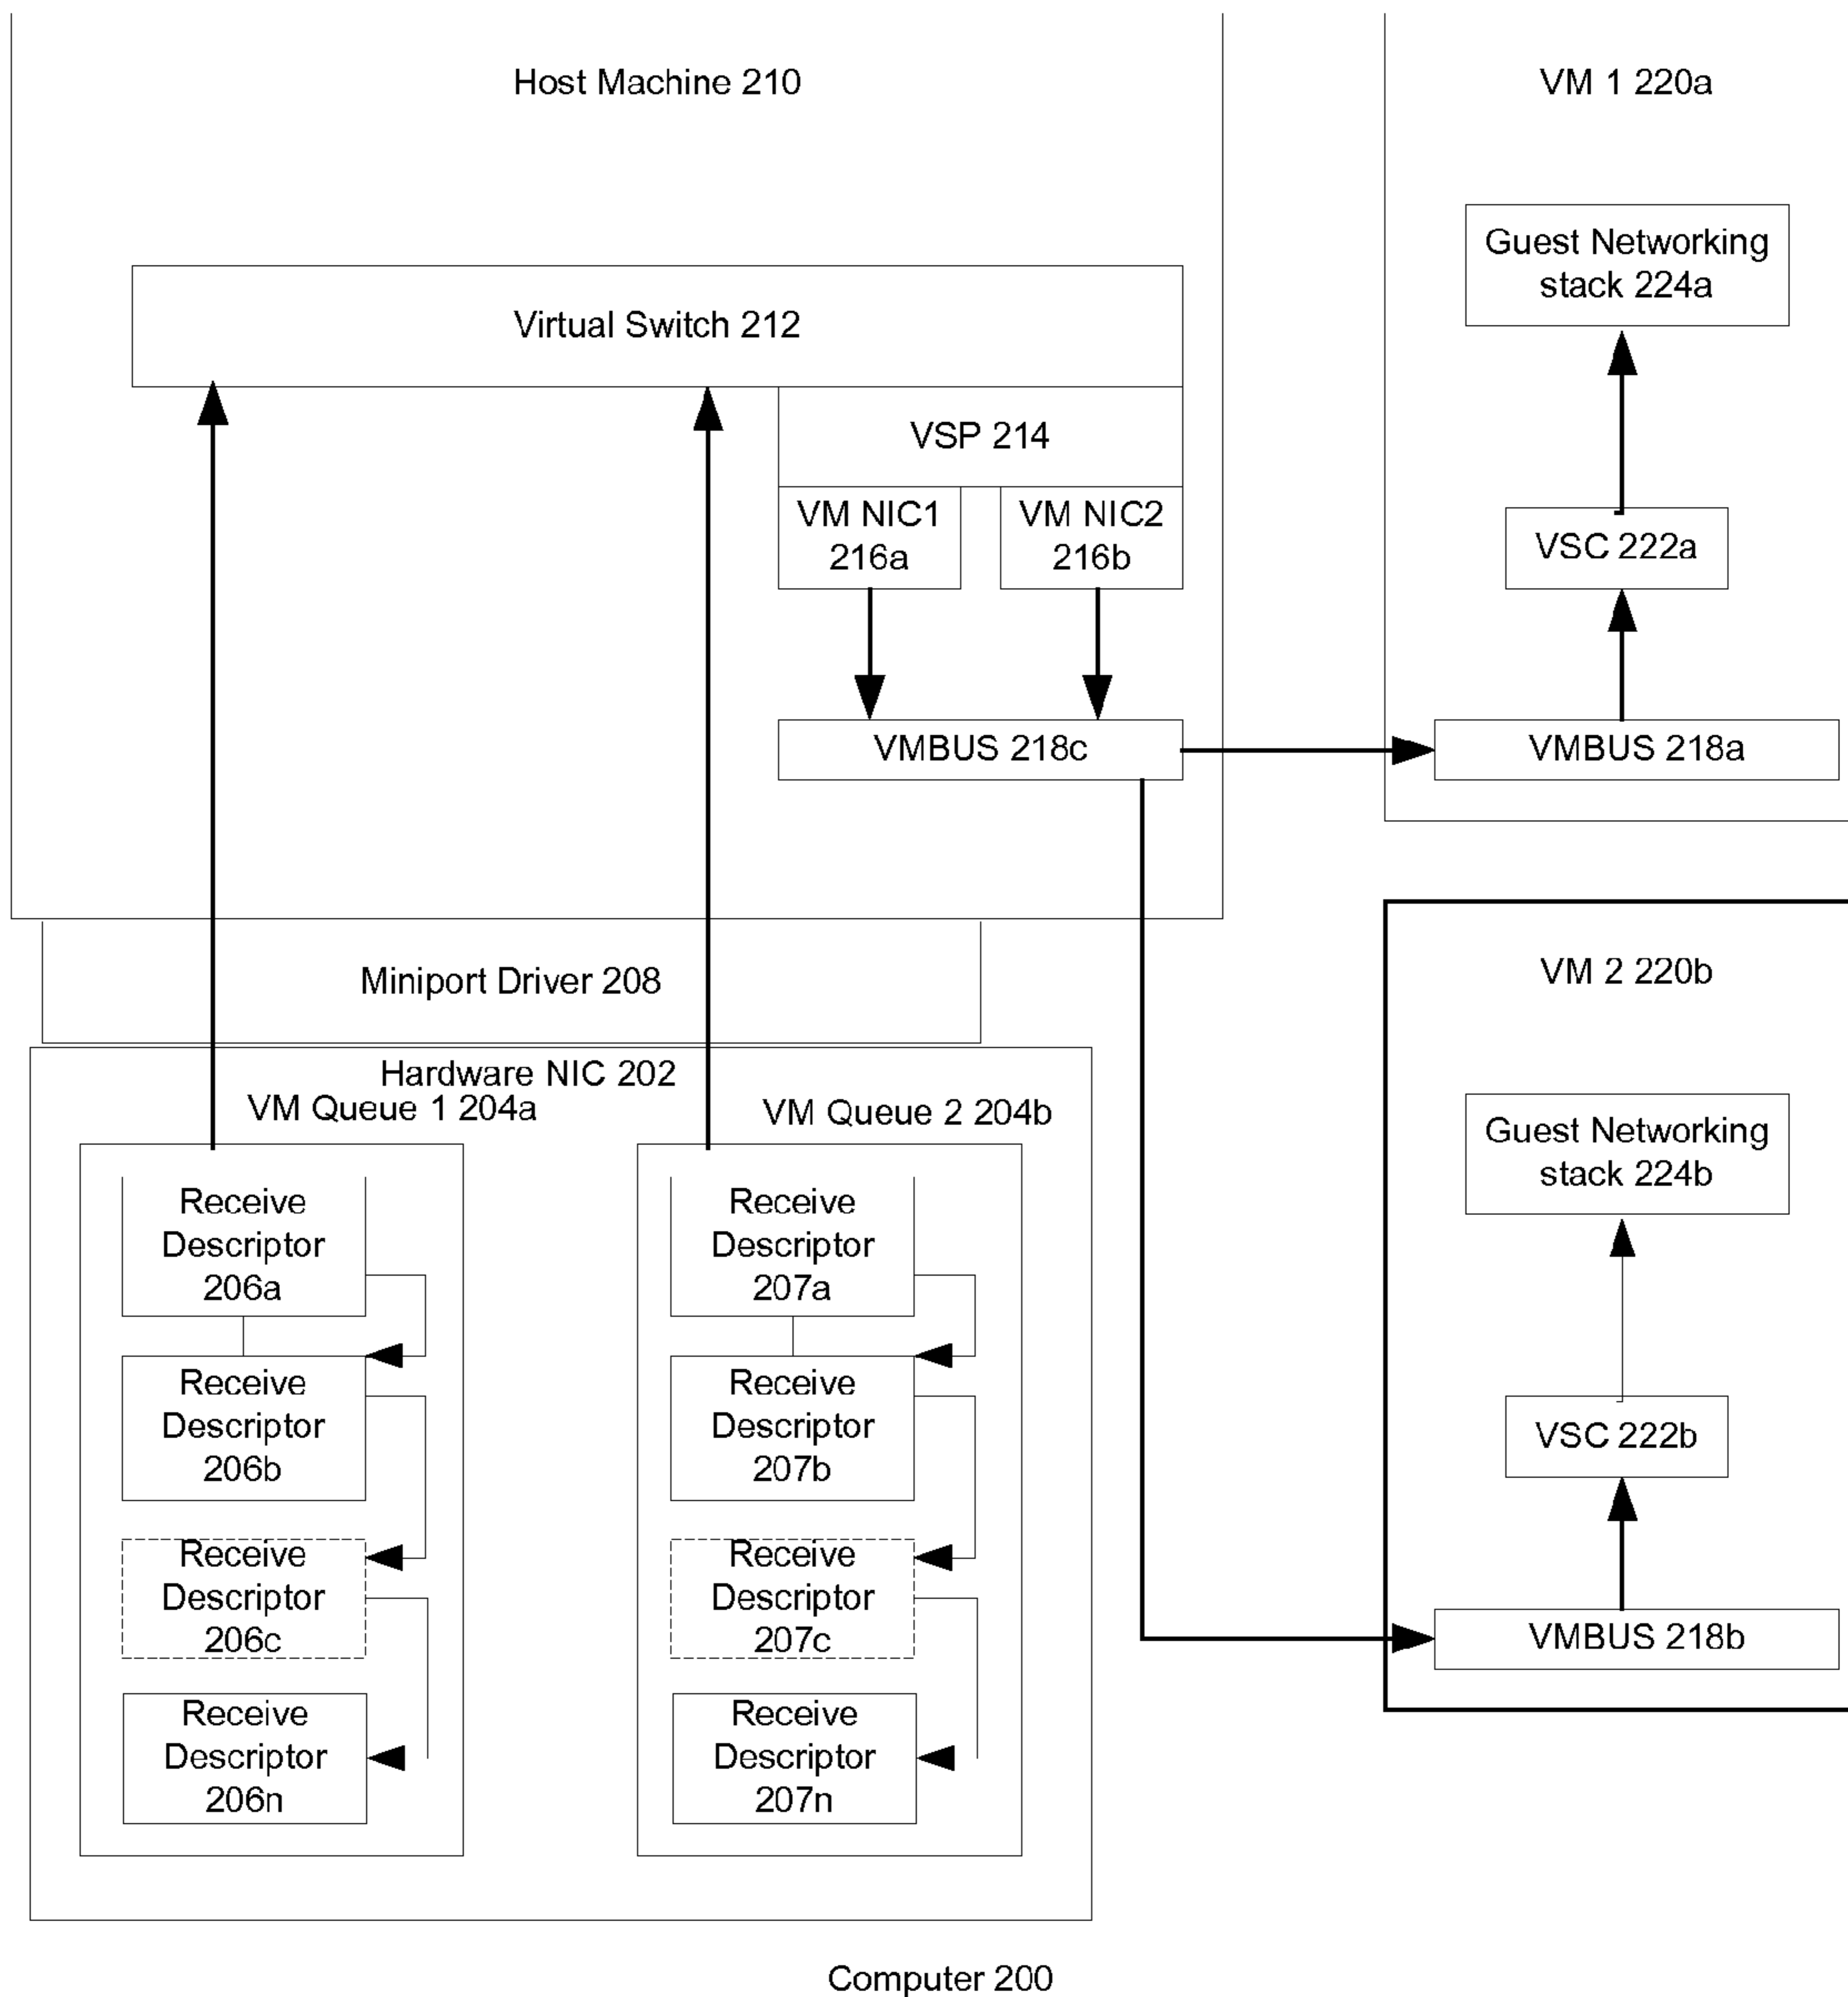 Host Machine 210
VM 1 220a
Guest Networking
stack 224a
Virtual Switch 212
VSP 214
VM NIC1
216a
VM NIC2
216b
VSC 222a
VMBUS 218c
VMBUS 218a
Miniport Driver 208
VM 2 220b
Hardware NIC 202
VM Queue 1 204a
VM Queue 2 204b
Guest Networking
stack 224b
Receive
Descriptor
206a
Receive
Descriptor
207a
Receive
Descriptor
206b
Receive
Descriptor
207b
VSC 222b
Receive
Descriptor
206c
Receive
Descriptor
207c
VMBUS 218b
Receive
Descriptor
206n
Receive
Descriptor
207n
Computer 200